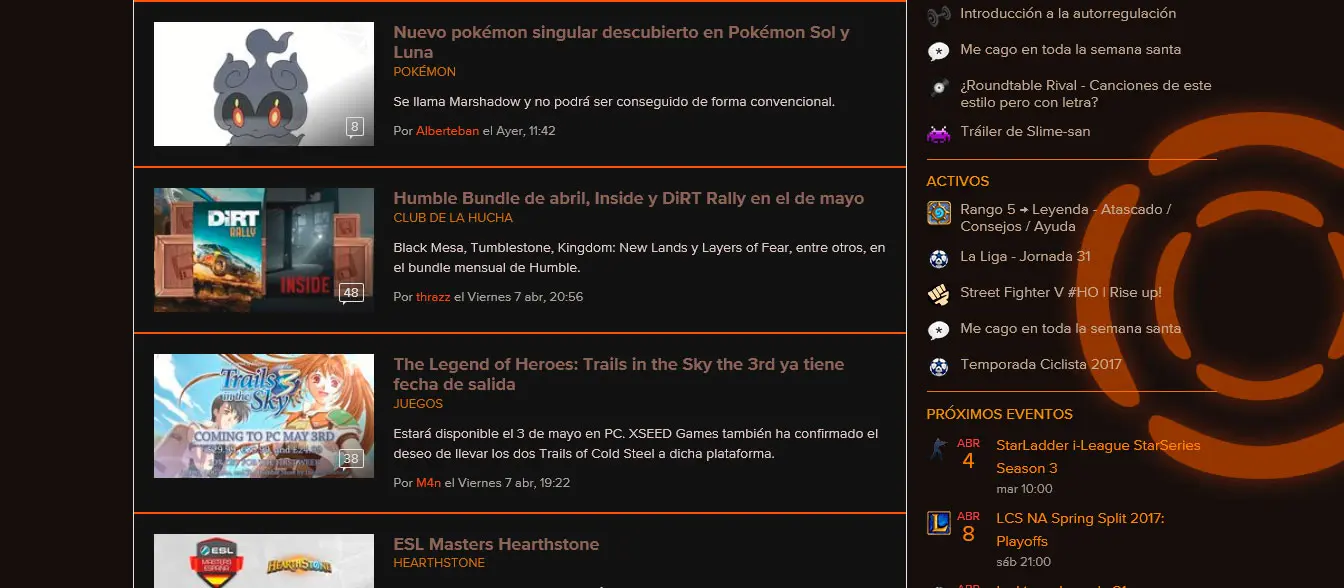 Nuevo pokémon singular descubierto en Pokémon Sol y
Luna
POKÉMON
Se llama Marshadow y no podrá ser conseguido de forma convencional.
8
Por Alberteban el Ayer, 11:42
DiRT
RALLY
INSIDE
48
Humble Bundle de abril, Inside y DiRT Rally en el de mayo
CLUB DE LA HUCHA
Black Mesa, Tumblestone, Kingdom: New Lands y Layers of Fear, entre otros, en
el bundle mensual de Humble.
Por thrazz el Viernes 7 abr, 20:56
Trails
in the
Sky 3
COMING TO PC MAY 3RD
38
The Legend of Heroes: Trails in the Sky the 3rd ya tiene
fecha de salida
JUEGOS
Estará disponible el 3 de mayo en PC. XSEED Games también ha confirmado el
deseo de llevar los dos Trails of Cold Steel a dicha plataforma.
Por M4n el Viernes 7 abr, 19:22
ESL
MASTERS
ESPAÑA
HEARTHSTONE
ESL Masters Hearthstone
HEARTHSTONE
Introducción a la autorregulación
Me cago en toda la semana santa
¿Roundtable Rival - Canciones de este
estilo pero con letra?
Tráiler de Slime-san
ACTIVOS
Rango 5 → Leyenda - Atascado /
Consejos / Ayuda
La Liga - Jornada 31
Street Fighter V #HO | Rise up!
Me cago en toda la semana santa
Temporada Ciclista 2017
PRÓXIMOS EVENTOS
ABR
4
StarLadder i-League StarSeries
Season 3
mar 10:00
ABR
8
LCS NA Spring Split 2017:
Playoffs
sáb 21:00